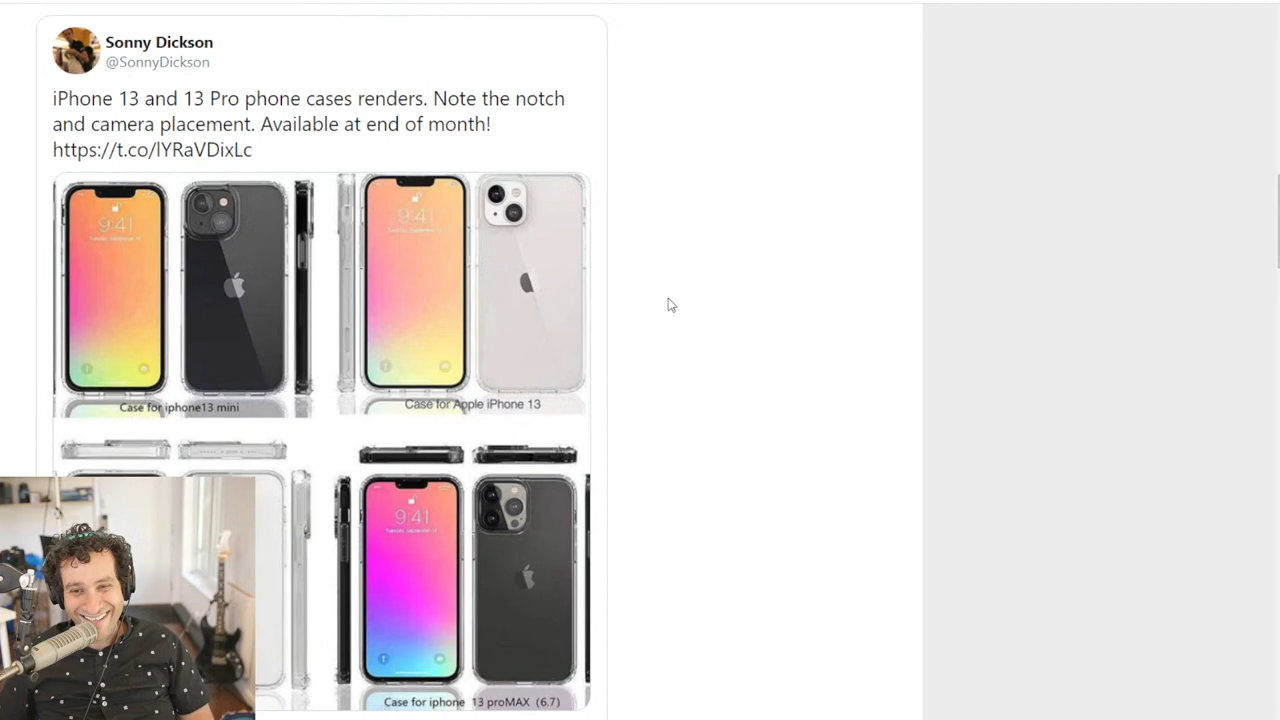 Sonny Dickson
@SonnyDickson
iPhone 13 and 13 Pro phone cases renders. Note the notch
and camera placement. Available at end of month!
https://t.co/lYRaVDixLc
9:41
9:41
Case for iphone13 mini
Case for Apple iPhone 13
9:41
Case for iphone 13 proMAX (6.7)